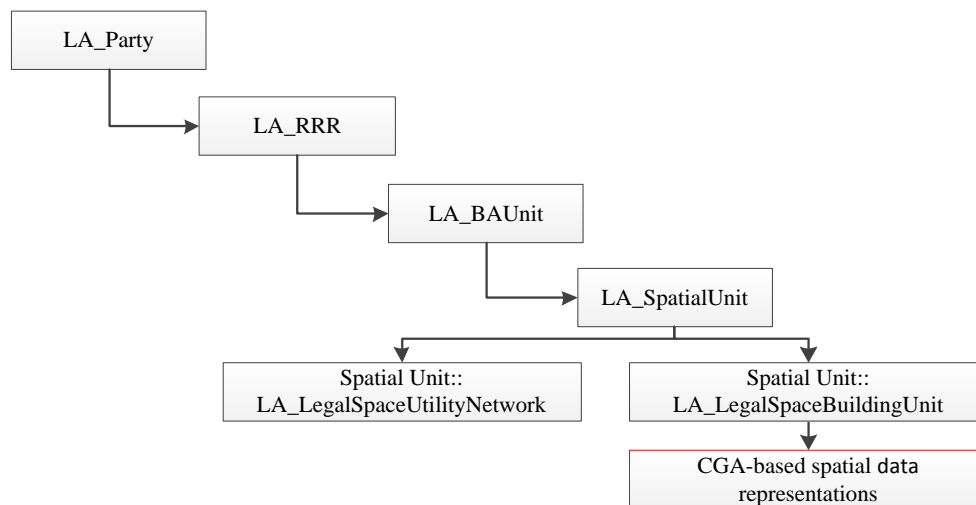 LA_Party
LA_RRR
LA_BAUnit
LA_SpatialUnit
Spatial Unit::
LA_LegalSpaceUtilityNetwork
Spatial Unit::
LA_LegalSpaceBuildingUnit
CGA-based spatial data
representations